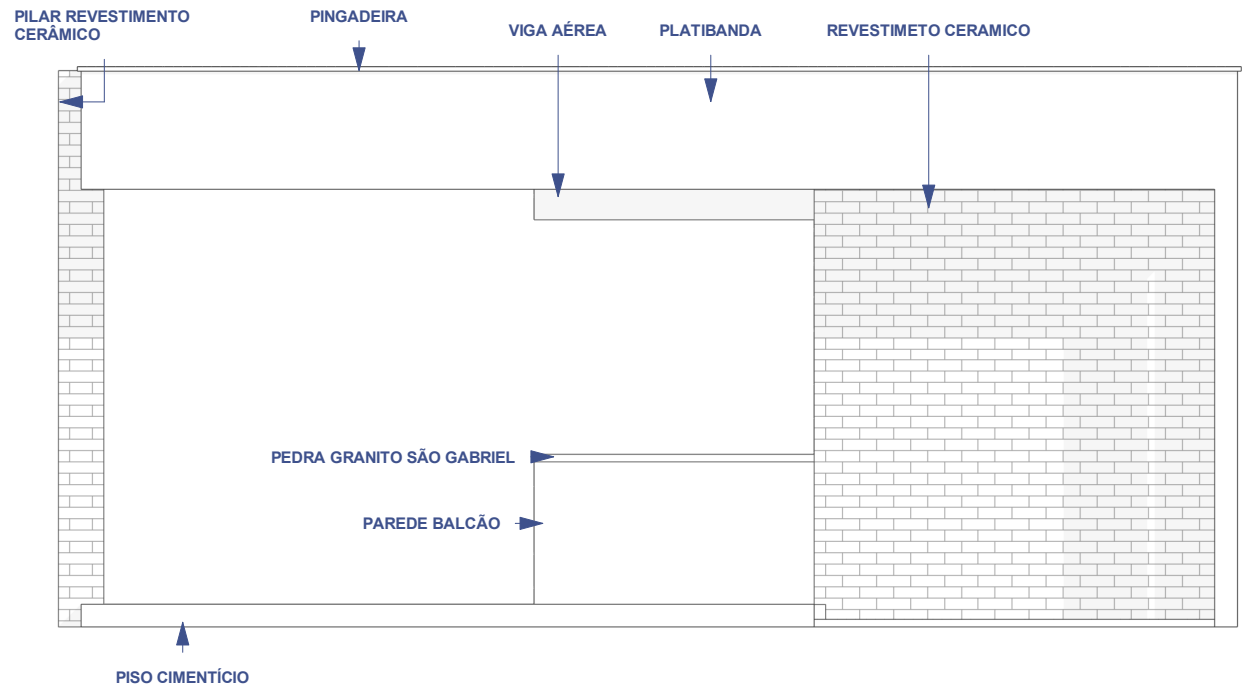 PILAR REVESTIMENTO
CERÂMICO
PINGADEIRA
VIGA AÉREA
PLATIBANDA
REVESTIMETO CERAMICO
PEDRA GRANITO SÃO GABRIEL
PAREDE BALCÃO
PISO CIMENTÍCIO